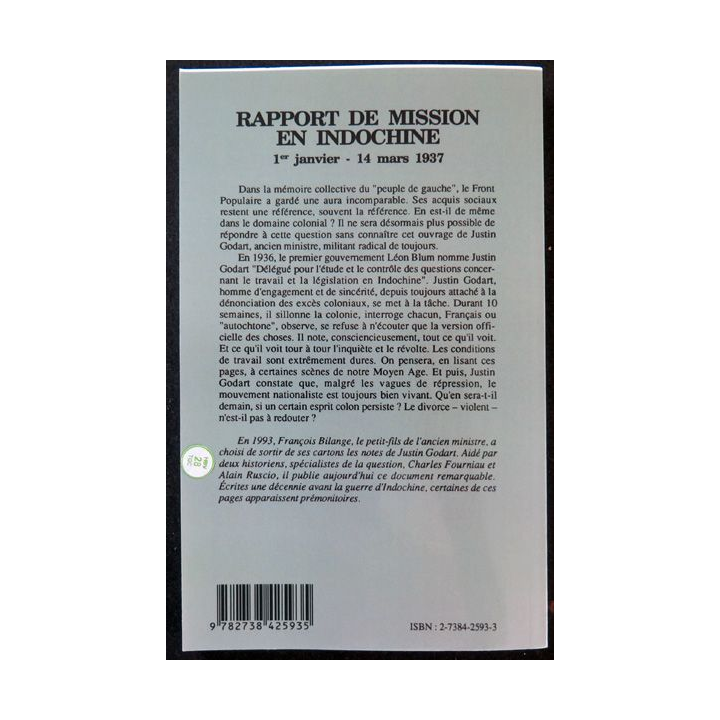 RAPPORT DE MISSION
EN INDOCHINE
1er janvier - 14 mars 1937
Dans la mémoire collective du "peuple de gauche", le Front
Populaire a gardé une aura incomparable. Ses acquis sociaux
restent une référence, souvent la référence. En est-il de même
dans le domaine colonial ? Il ne sera désormais plus possible de
répondre à cette question sans connaître cet ouvrage de Justin
Godart, ancien ministre, militant radical de toujours.
En 1936, le premier gouvernement Léon Blum nomme Justin
Godart "Délégué pour l'étude et le contrôle des questions concer-
nant le travail et la législation en Indochine". Justin Godart,
homme d'engagement et de sincérité, depuis toujours attaché à la
dénonciation des excès coloniaux, se met à la tâche. Durant 10
semaines, il sillonne la colonie, interroge chacun, Français ou
"autochtone", observe, se refuse à n'écouter que la version offi-
cielle des choses. Il note, consciencieusement, tout ce qu'il voit.
Et ce qu'il voit tour à tour l'inquiète et le révolte. Les conditions
de travail sont extrêmement dures. On pensera, en lisant ces
pages, à certaines scènes de notre Moyen Age. Et puis, Justin
Godart constate que, malgré les vagues de répression, le
mouvement nationaliste est toujours bien vivant. Qu'en sera-t-il
demain, si un certain esprit colon persiste ? Le divorce – violent –
n'est-il pas à redouter ?
En 1993, François Bilange, le petit-fils de l'ancien ministre, a
choisi de sortir de ses cartons les notes de Justin Godart. Aidé par
deux historiens, spécialistes de la question, Charles Fourniau et
Alain Ruscio, il publie aujourd'hui ce document remarquable.
Écrites une décennie avant la guerre d'Indochine, certaines de ces
pages apparaissent prémonitoires.
28
9 782738 425935
ISBN : 2-7384-2593-3